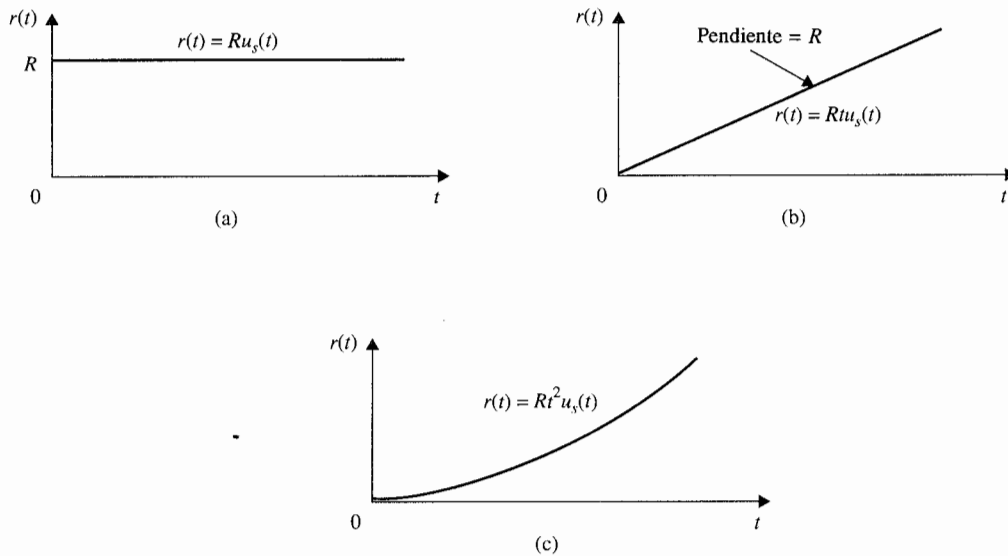 r(t)
r(t) = Ru_s(t)
R
0
t
(a)
r(t)
Pendiente = R
r(t) = Rtu_s(t)
0
t
(b)
r(t)
r(t) = Rt^2u_s(t)
0
t
(c)